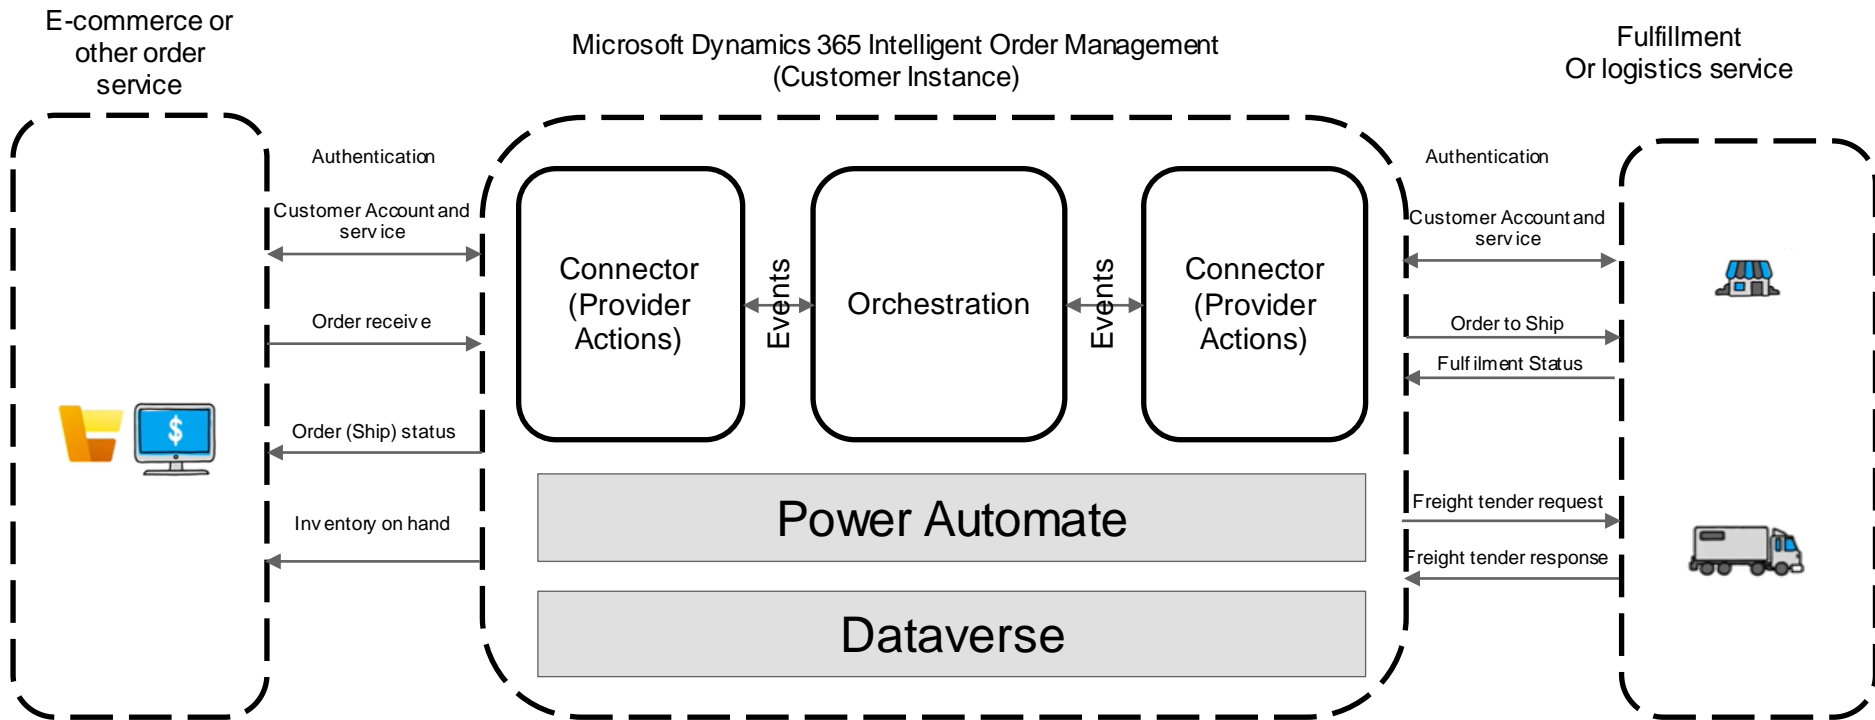 E-commerce or
other order
service
Microsoft Dynamics 365 Intelligent Order Management
(Customer Instance)
Fulfillment
Or logistics service
Authentication
Customer Account and
service
Order receive
Order (Ship) status
Inventory on hand
Connector
(Provider
Actions)
Events
Orchestration
Events
Connector
(Provider
Actions)
Power Automate
Dataverse
Authentication
Customer Account and
service
Order to Ship
Fulfilment Status
Freight tender request
Freight tender response
$